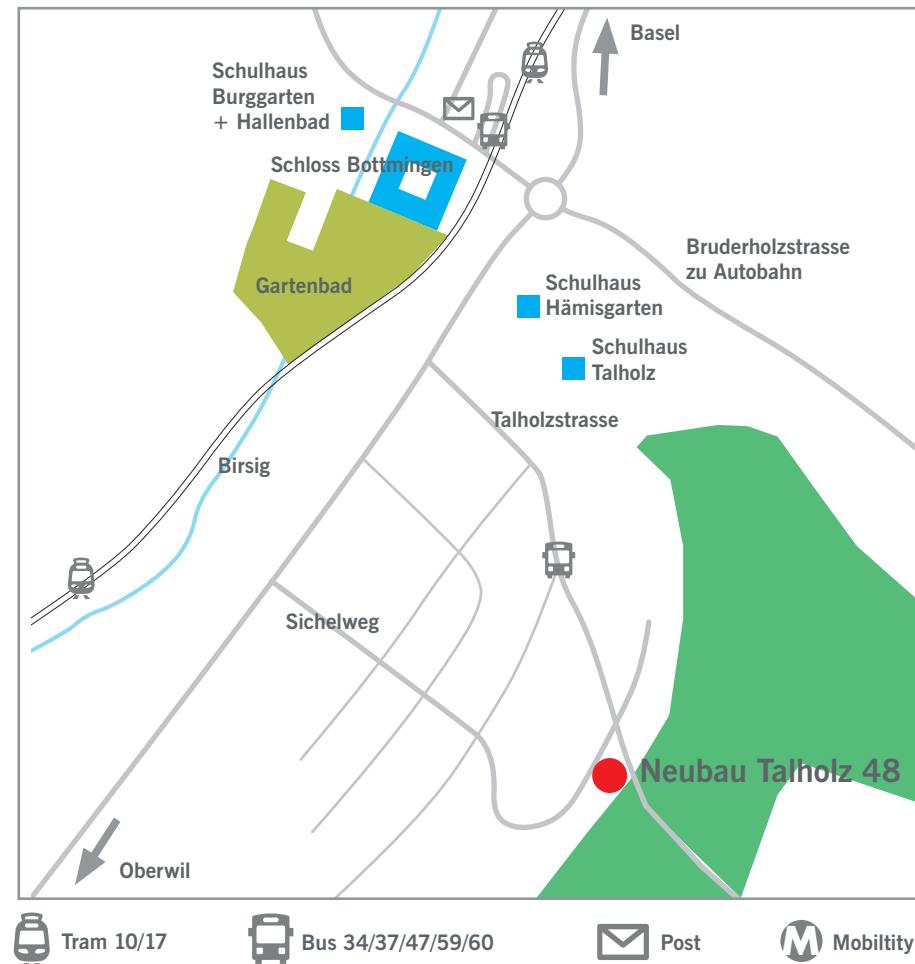 Basel
Schulhaus
Burggarten
+ Hallenbad
Schloss Bottmingen
Bruderholzstrasse
zu Autobahn
Gartenbad
Schulhaus
Hämisgarten
Schulhaus
Talholz
Talholzstrasse
Birsig
Sichelweg
Neubau Talholz 48
Oberwil
Tram 10/17
Bus 34/37/47/59/60
Post
M Mobiltity